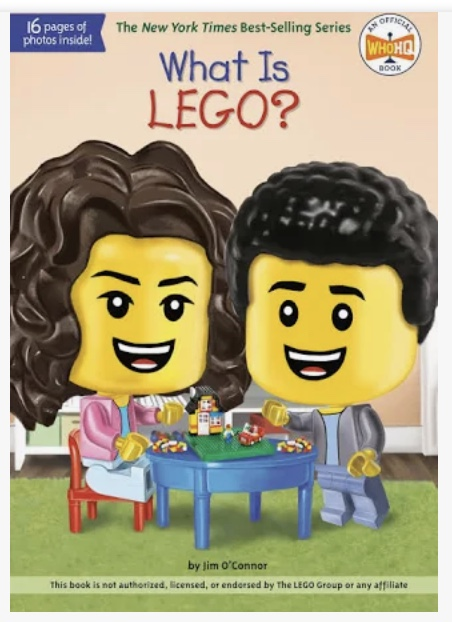 16 pages of
photos inside!
The New York Times Best-Selling Series
AN OFFICIAL
WHOHQ
BOOK
What Is
LEGO?
by Jim O'Connor
This book is not authorized, licensed, or endorsed by The LEGO Group or any affiliate